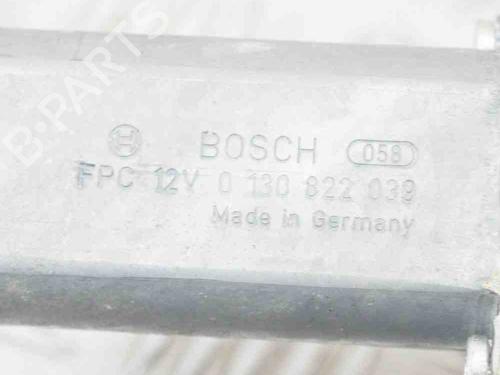 BOSCH 058
FPC 12V 0 130 822 039
Made in Germany
B-PARTS